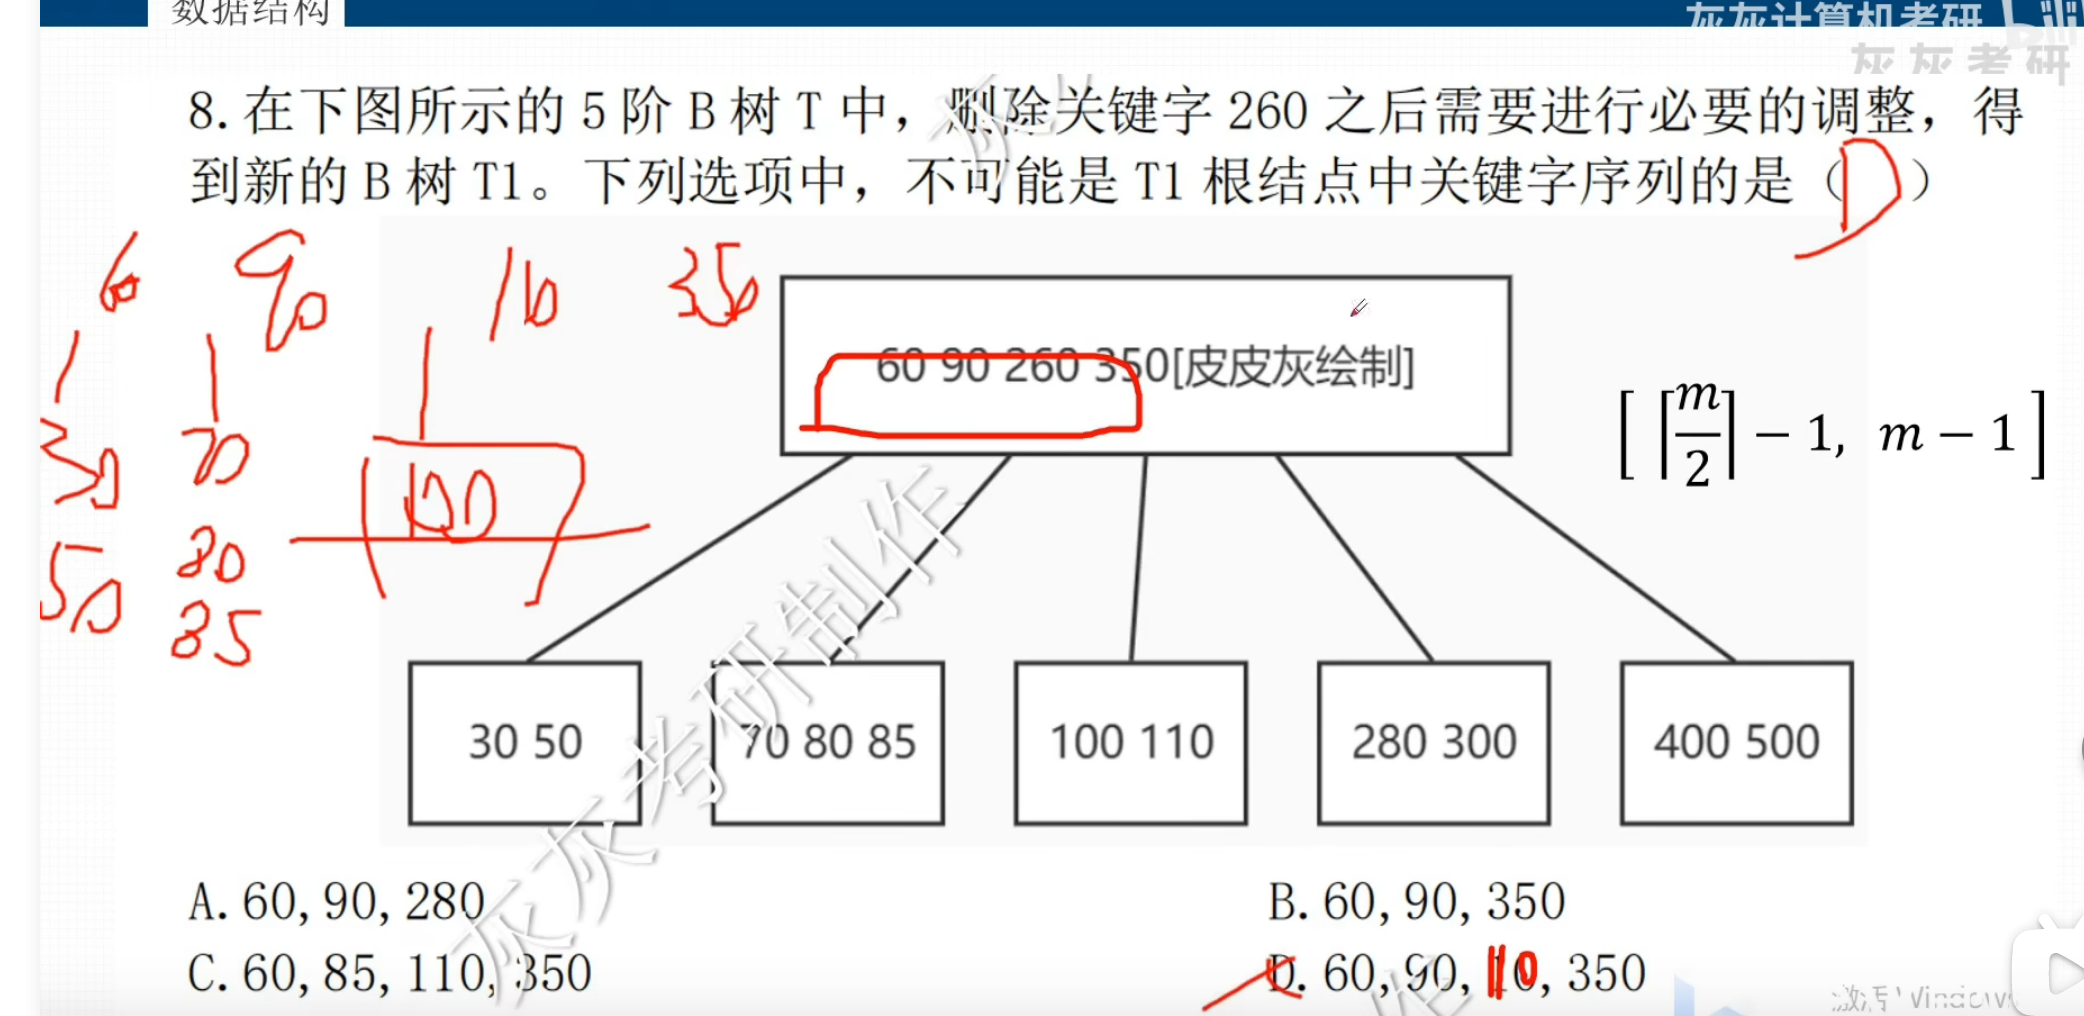 数据结构
灰灰计算机考研 bilibili
灰灰考研
8. 在下图所示的 5 阶 B 树 T 中，删除关键字 260 之后需要进行必要的调整，得
到新的 B 树 T1。下列选项中，不可能是 T1 根结点中关键字序列的是（D）
60 90 110 350
60 90 260 350[皮皮灰绘制]
[⌈m/2⌉ − 1, m − 1]
30 70 100
50 80
85
30 50 70 80 85 100 110 280 300 400 500
灰灰考研制作
A. 60, 90, 280 B. 60, 90, 350
C. 60, 85, 110, 350 D. 60, 90, 110, 350
激活 Windows